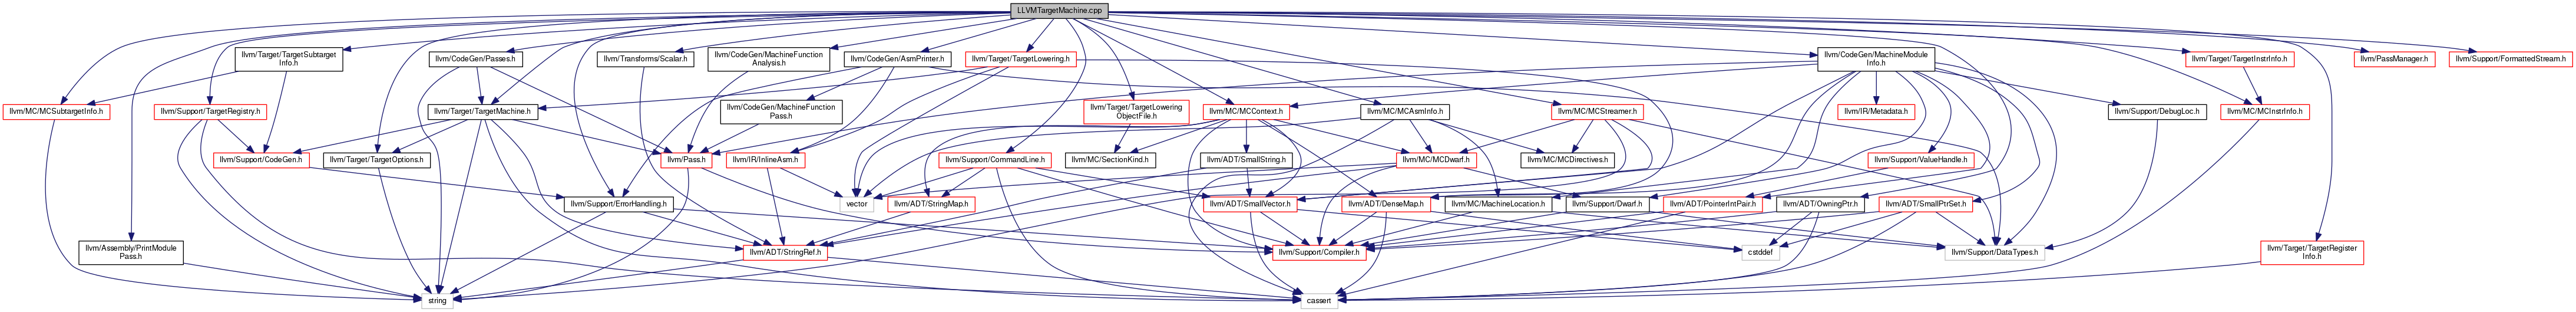 LLVMTargetMachine.cpp
llvm/Target/TargetSubtarget
Info.h
llvm/CodeGen/Passes.h
llvm/Transforms/Scalar.h
llvm/CodeGen/MachineFunction
Analysis.h
llvm/CodeGen/AsmPrinter.h
llvm/Target/TargetLowering.h
llvm/CodeGen/MachineModule
Info.h
llvm/Target/TargetInstrInfo.h
llvm/PassManager.h
llvm/Support/FormattedStream.h
llvm/MC/MCSubtargetInfo.h
llvm/Support/TargetRegistry.h
llvm/Target/TargetMachine.h
llvm/CodeGen/MachineFunction
Pass.h
llvm/Target/TargetLowering
ObjectFile.h
llvm/MC/MCContext.h
llvm/MC/MCAsmInfo.h
llvm/MC/MCStreamer.h
llvm/IR/Metadata.h
llvm/Support/DebugLoc.h
llvm/MC/MCInstrInfo.h
llvm/Support/CodeGen.h
llvm/Target/TargetOptions.h
llvm/Pass.h
llvm/IR/InlineAsm.h
llvm/Support/CommandLine.h
llvm/MC/SectionKind.h
llvm/ADT/SmallString.h
llvm/MC/MCDwarf.h
llvm/MC/MCDirectives.h
llvm/Support/ValueHandle.h
llvm/Support/ErrorHandling.h
vector
llvm/ADT/StringMap.h
llvm/ADT/SmallVector.h
llvm/ADT/DenseMap.h
llvm/MC/MachineLocation.h
llvm/Support/Dwarf.h
llvm/ADT/PointerIntPair.h
llvm/ADT/OwningPtr.h
llvm/ADT/SmallPtrSet.h
llvm/Assembly/PrintModule
Pass.h
llvm/ADT/StringRef.h
llvm/Support/Compiler.h
cstddef
llvm/Support/DataTypes.h
llvm/Target/TargetRegister
Info.h
string
cassert